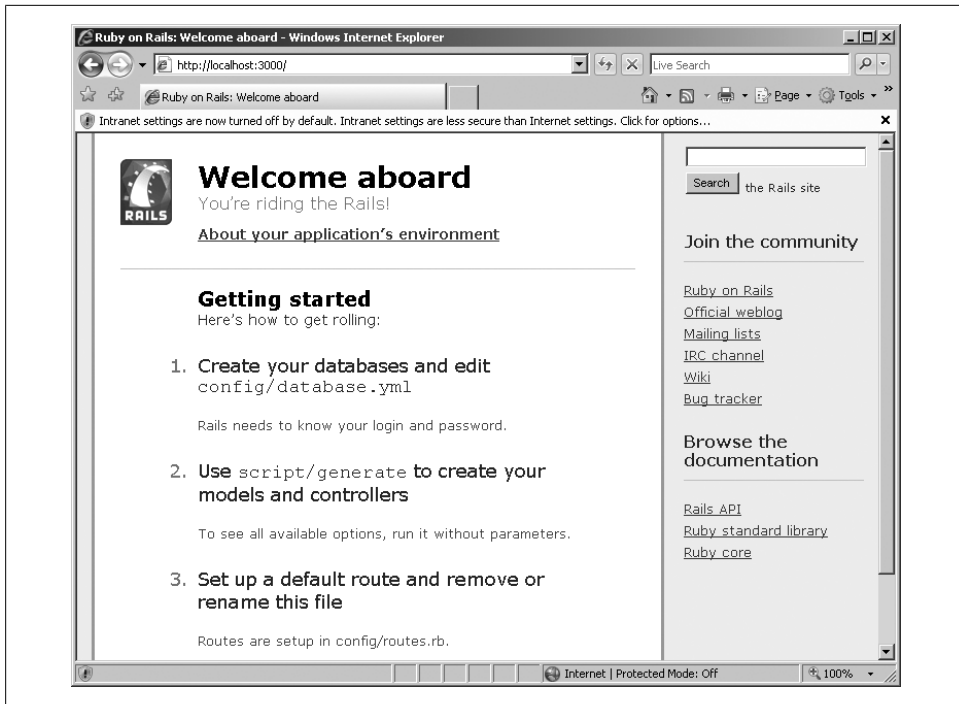 Ruby on Rails: Welcome aboard - Windows Internet Explorer
http://localhost:3000/
Live Search
Ruby on Rails: Welcome aboard
Page
Tools
Intranet settings are now turned off by default. Intranet settings are less secure than Internet settings. Click for options...
RAILS
Welcome aboard
You're riding the Rails!
About your application's environment
Getting started
Here's how to get rolling:
1. Create your databases and edit
config/database.yml
Rails needs to know your login and password.
2. Use script/generate to create your
models and controllers
To see all available options, run it without parameters.
3. Set up a default route and remove or
rename this file
Routes are setup in config/routes.rb.
Search the Rails site
Join the community
Ruby on Rails
Official weblog
Mailing lists
IRC channel
Wiki
Bug tracker
Browse the
documentation
Rails API
Ruby standard library
Ruby core
Internet | Protected Mode: Off
100%